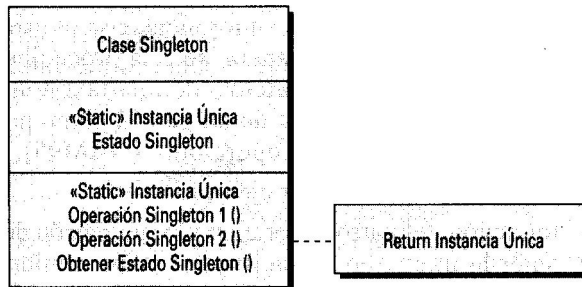 Clase Singleton
«Static» Instancia Única
Estado Singleton
«Static» Instancia Única
Operación Singleton 1 ()
Operación Singleton 2 ()
Obtener Estado Singleton ()
Return Instancia Única